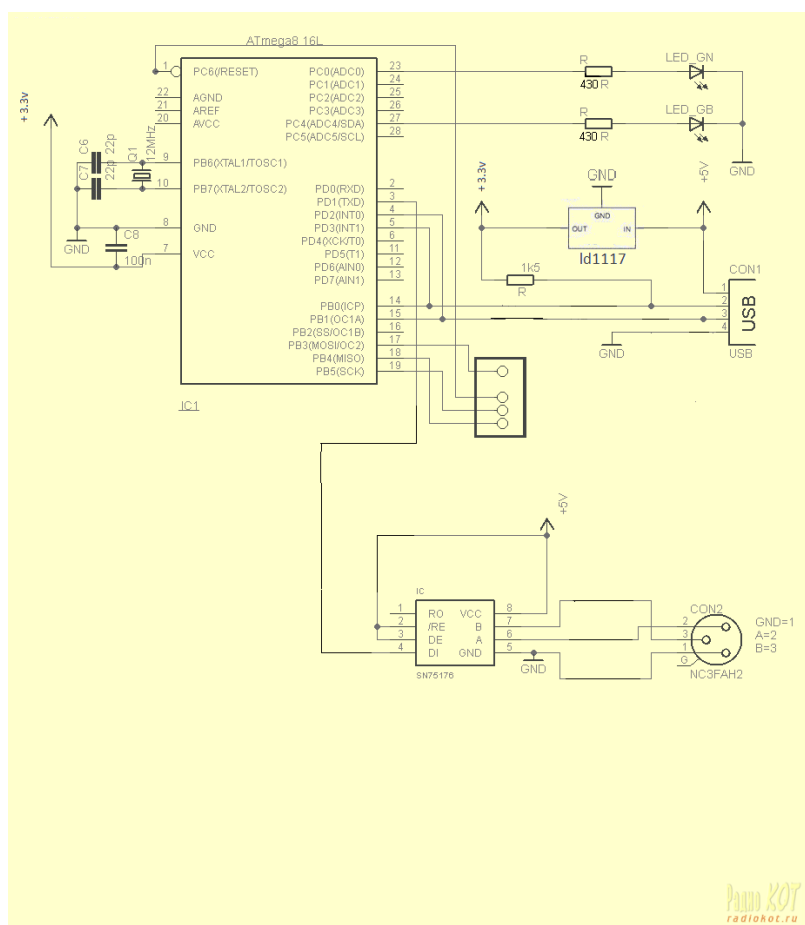 ATmega8 16L
1
PC6(/RESET)
22
AGND
21
AREF
20
AVCC
9
PB6(XTAL1/TOSC1)
10
PB7(XTAL2/TOSC2)
8
GND
7
VCC
PC0(ADC0)
23
PC1(ADC1)
24
PC2(ADC2)
25
PC3(ADC3)
26
PC4(ADC4/SDA)
27
PC5(ADC5/SCL)
28
PD0(RXD)
2
PD1(TXD)
3
PD2(INT0)
4
PD3(INT1)
5
PD4(XCK/T0)
6
PD5(T1)
11
PD6(AIN0)
12
PD7(AIN1)
13
PB0(ICP)
14
PB1(OC1A)
15
PB2(SS/OC1B)
16
PB3(MOSI/OC2)
17
PB4(MISO)
18
PB5(SCK)
19
IC1
+ 3.3v
C6
22p
C7
22p
Q1
12MHz
GND
C8
100n
R
430 R
LED_GN
R
430 R
LED_GB
GND
+ 3.3v
GND
+5V
GND
OUT
IN
ld1117
1k5
R
CON1
1
2
3
4
USB
USB
GND
+5V
IC
1
RO
2
/RE
3
DE
4
DI
VCC
8
B
7
A
6
GND
5
SN75176
GND
CON2
2
3
1
G
NC3FAH2
GND=1
A=2
B=3
Радио КОТ
radiokot.ru